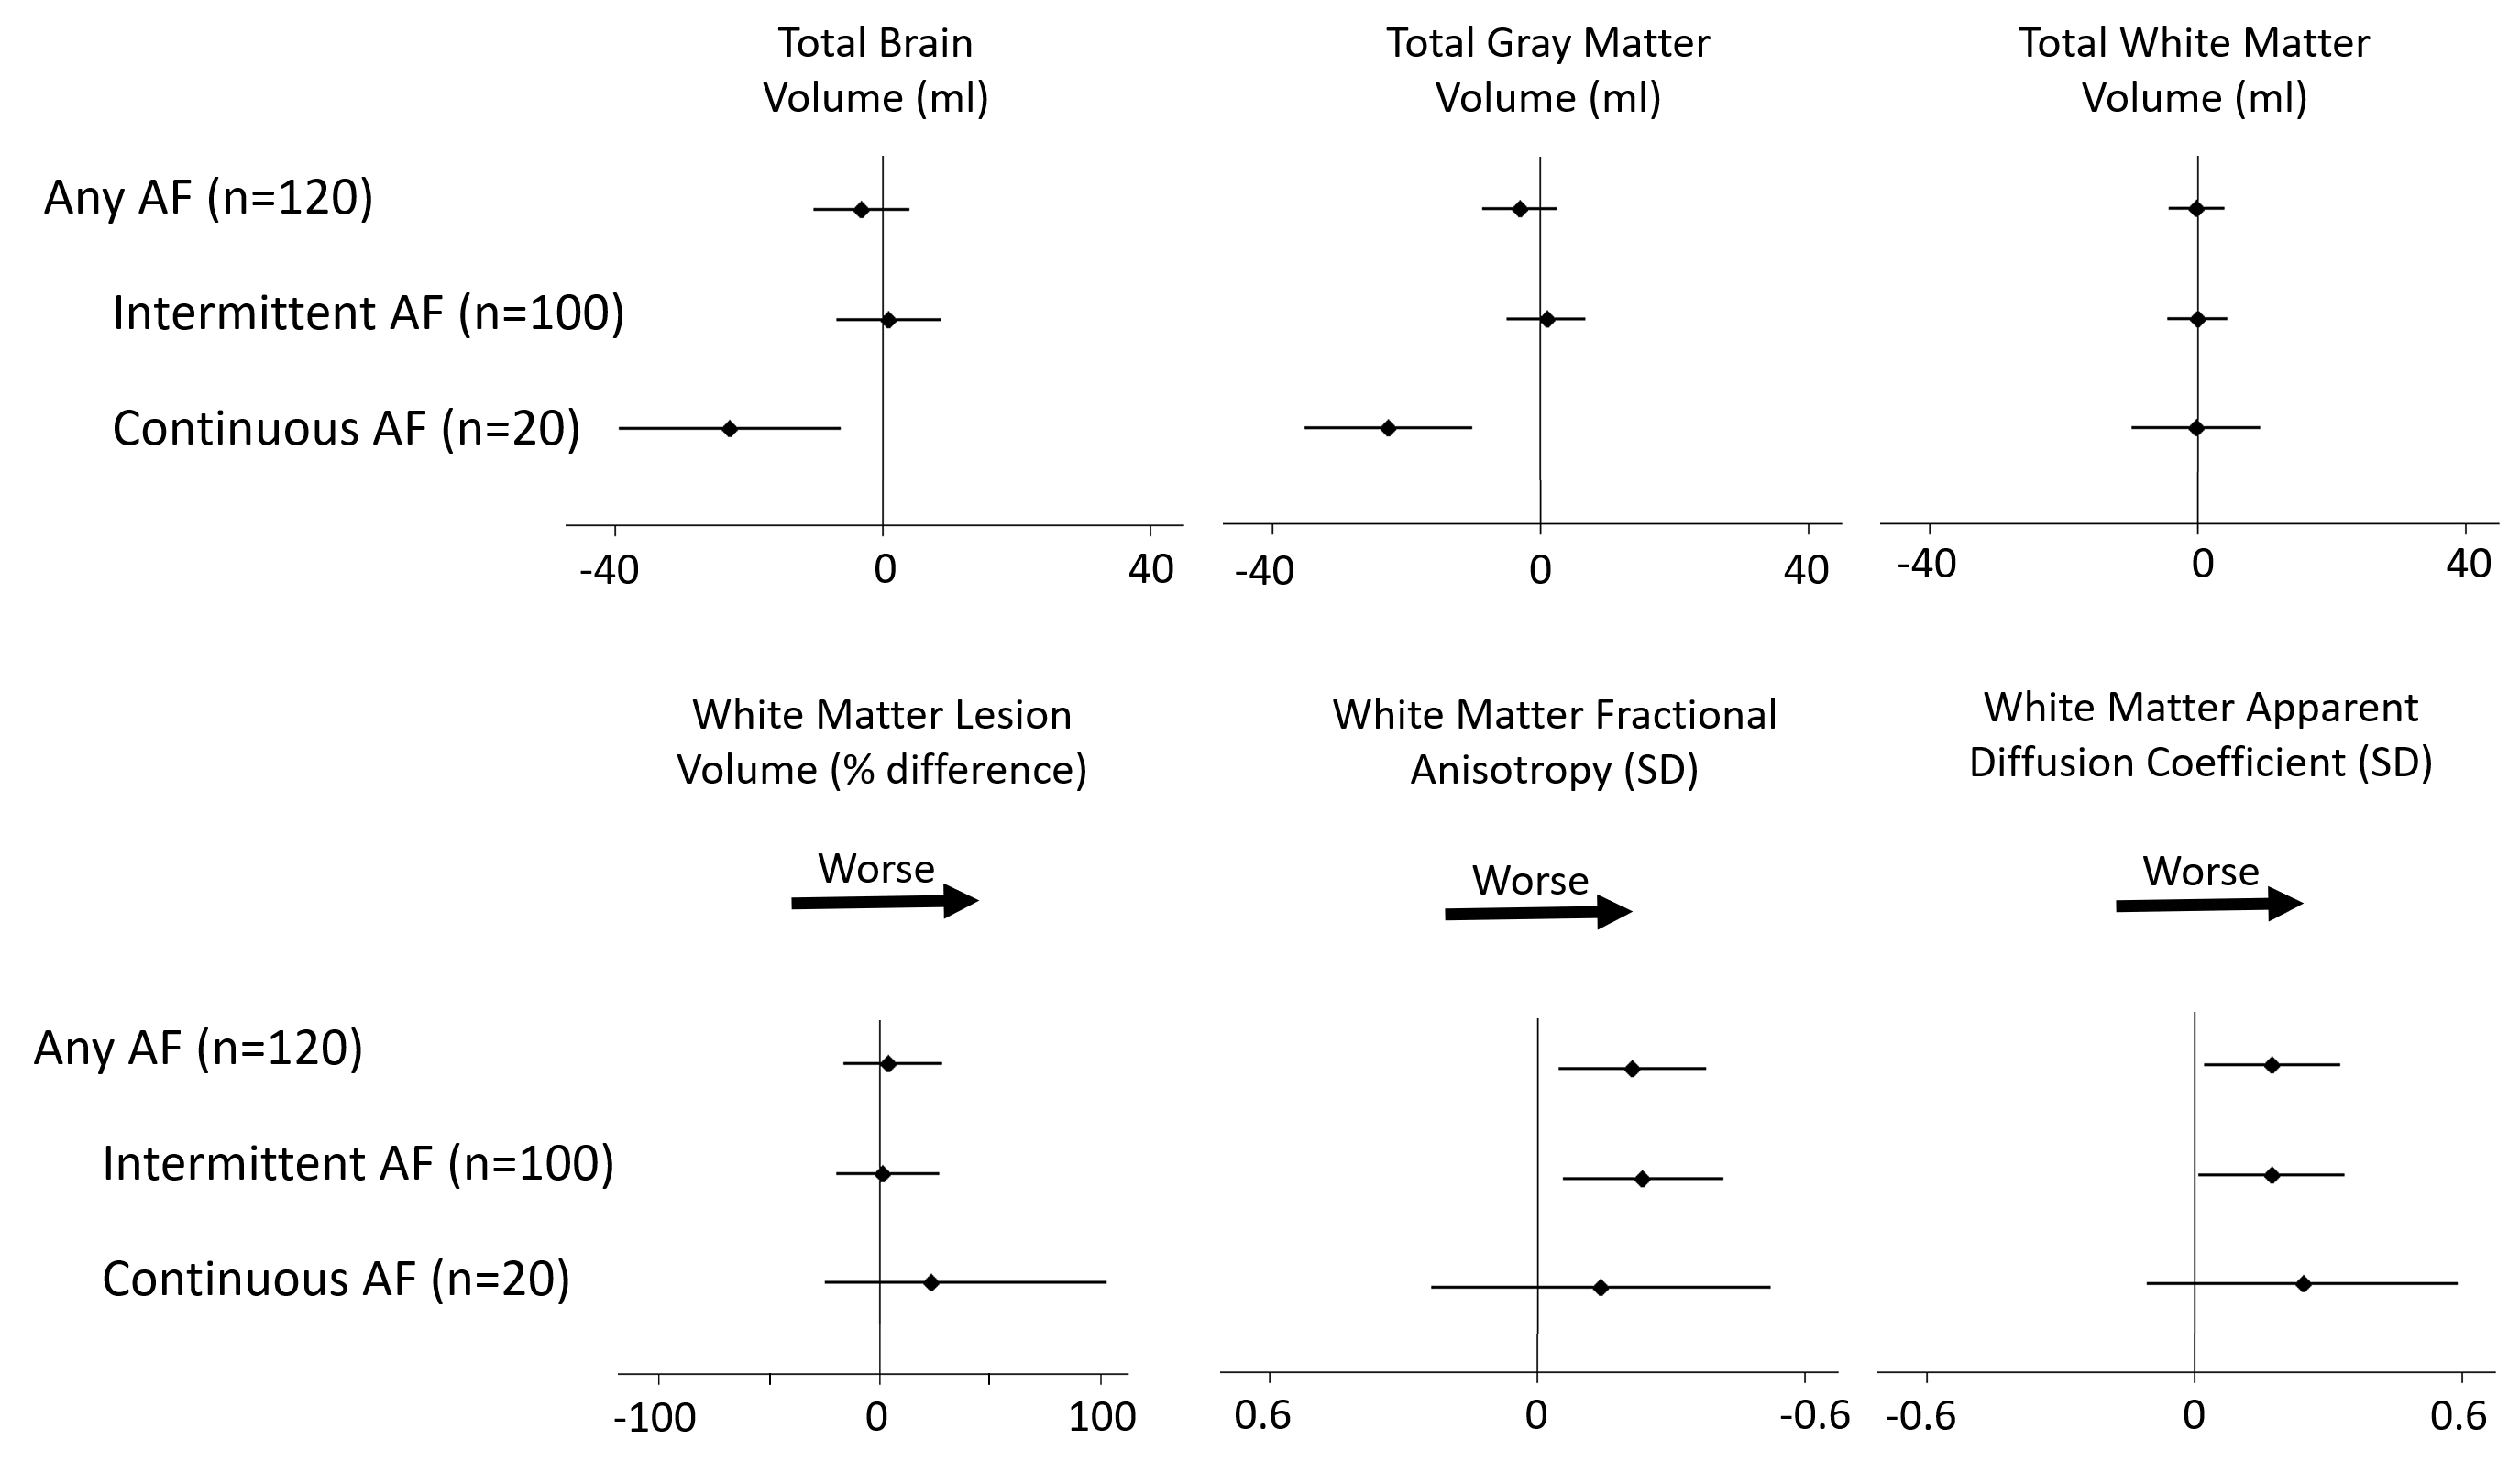 Total Brain
Volume (ml)
Total Gray Matter
Volume (ml)
Total White Matter
Volume (ml)
Any AF (n=120)
Intermittent AF (n=100)
Continuous AF (n=20)
-40 0 40
-40 0 40
-40 0 40
White Matter Lesion
Volume (% difference)
White Matter Fractional
Anisotropy (SD)
White Matter Apparent
Diffusion Coefficient (SD)
Worse
Worse
Worse
Any AF (n=120)
Intermittent AF (n=100)
Continuous AF (n=20)
-100 0 100
0.6 0 -0.6
-0.6 0 0.6